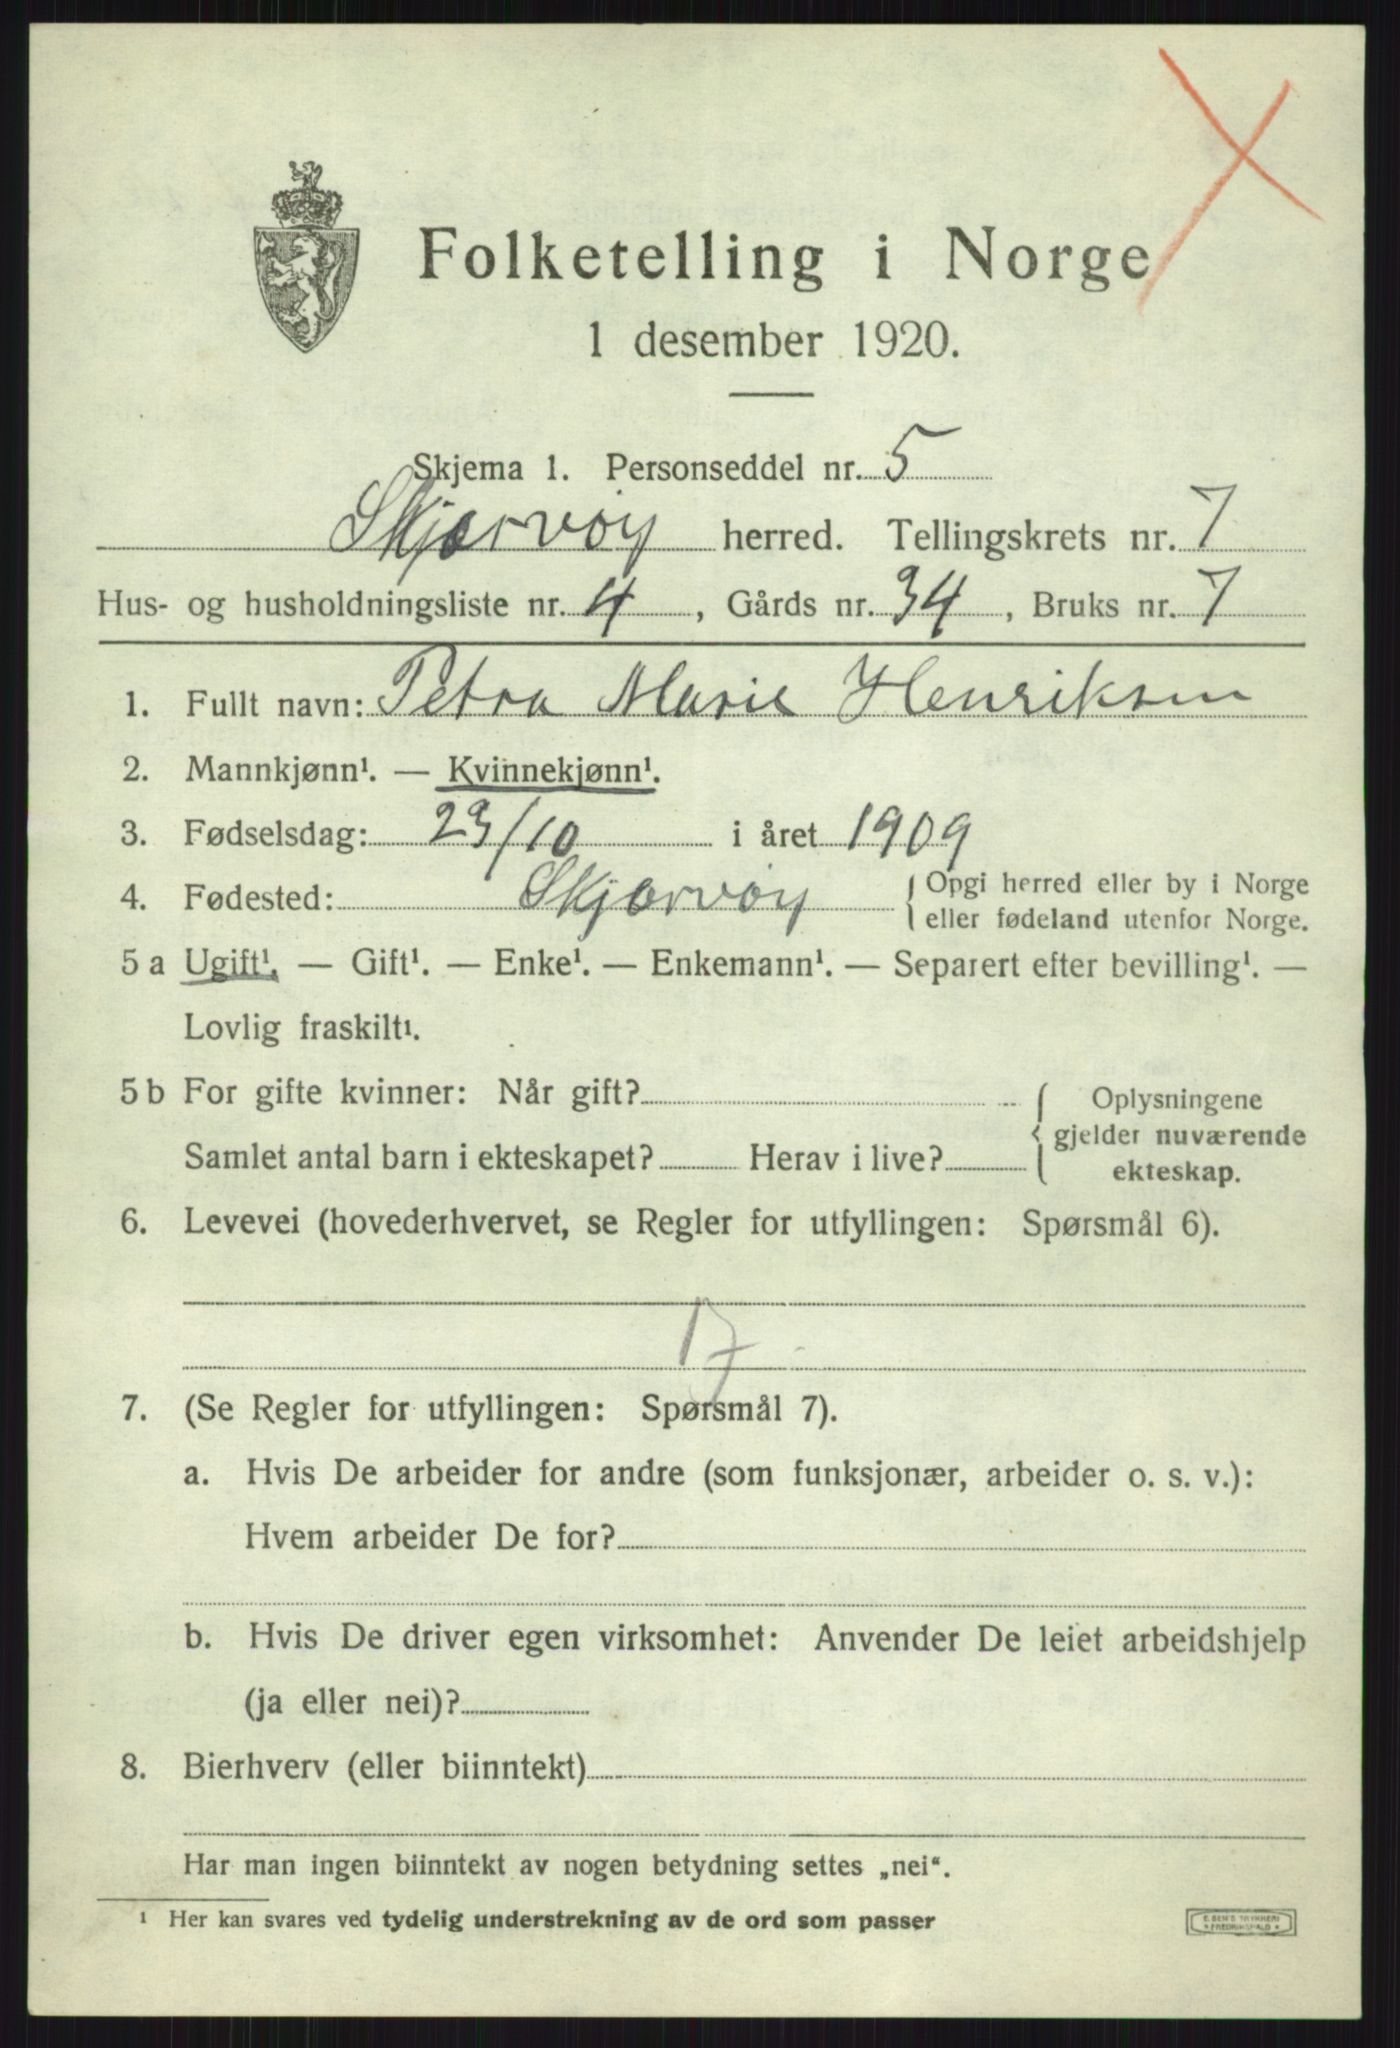 Folketelling i Norge
1 desember 1920.
Skjema 1. Personseddel nr. 5
Skjærvøy herred. Tellingskrets nr. 7
Hus- og husholdningsliste nr. 4, Gårds nr. 34, Bruks nr. 7
1. Fullt navn: Petra Marie Henriksen
2. Mannkjønn¹. — Kvinnekjønn¹.
3. Fødselsdag: 23/10 i året 1909
4. Fødested: Skjærvøy { Opgi herred eller by i Norge
eller fødeland utenfor Norge.
5 a Ugift¹. — Gift¹. — Enke¹. — Enkemann¹. — Separert efter bevilling¹. —
Lovlig fraskilt¹.
5 b For gifte kvinner: Når gift? { Oplysningene
gjelder nuværende
Samlet antal barn i ekteskapet? Herav i live?
ekteskap.
6. Levevei (hovederhvervet, se Regler for utfyllingen: Spørsmål 6).
17
7. (Se Regler for utfyllingen: Spørsmål 7).
a. Hvis De arbeider for andre (som funksjonær, arbeider o. s. v.):
Hvem arbeider De for?
b. Hvis De driver egen virksomhet: Anvender De leiet arbeidshjelp
(ja eller nei)?
8. Bierhverv (eller biinntekt)
Har man ingen biinntekt av nogen betydning settes „nei“.
¹ Her kan svares ved tydelig understrekning av de ord som passer
E. SEM'S TRYKKERI
FREDRIKSHALD